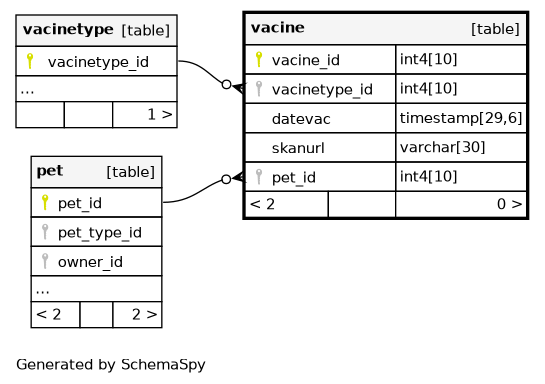 vacinetype [table]
vacinetype_id
...
1 >
vacine [table]
vacine_id int4[10]
vacinetype_id int4[10]
datevac timestamp[29,6]
skanurl varchar[30]
pet_id int4[10]
< 2 0 >
pet [table]
pet_id
pet_type_id
owner_id
...
< 2 2 >
Generated by SchemaSpy